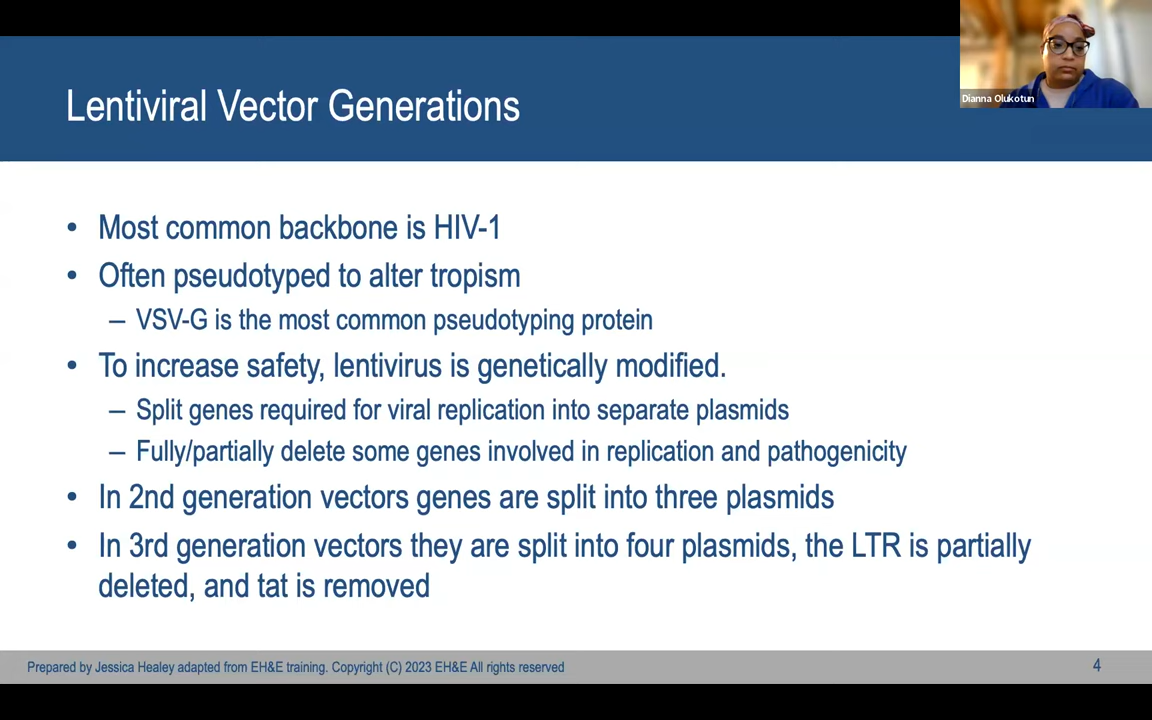 Dianna Olukotun
Lentiviral Vector Generations
• Most common backbone is HIV-1
• Often pseudotyped to alter tropism
– VSV-G is the most common pseudotyping protein
• To increase safety, lentivirus is genetically modified.
– Split genes required for viral replication into separate plasmids
– Fully/partially delete some genes involved in replication and pathogenicity
• In 2nd generation vectors genes are split into three plasmids
• In 3rd generation vectors they are split into four plasmids, the LTR is partially
deleted, and tat is removed
Prepared by Jessica Healey adapted from EH&E training. Copyright (C) 2023 EH&E All rights reserved
4